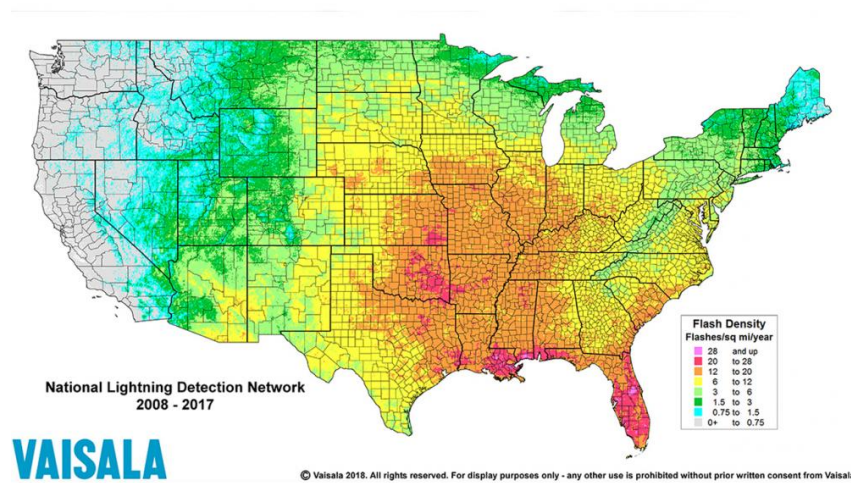 Flash Density
Flashes/sq mi/year
28 and up
20 to 28
12 to 20
6 to 12
3 to 6
1.5 to 3
0.75 to 1.5
0+ to 0.75
National Lightning Detection Network
2008 - 2017
VAISALA
© Vaisala 2018. All rights reserved. For display purposes only - any other use is prohibited without prior written consent from Vaisal